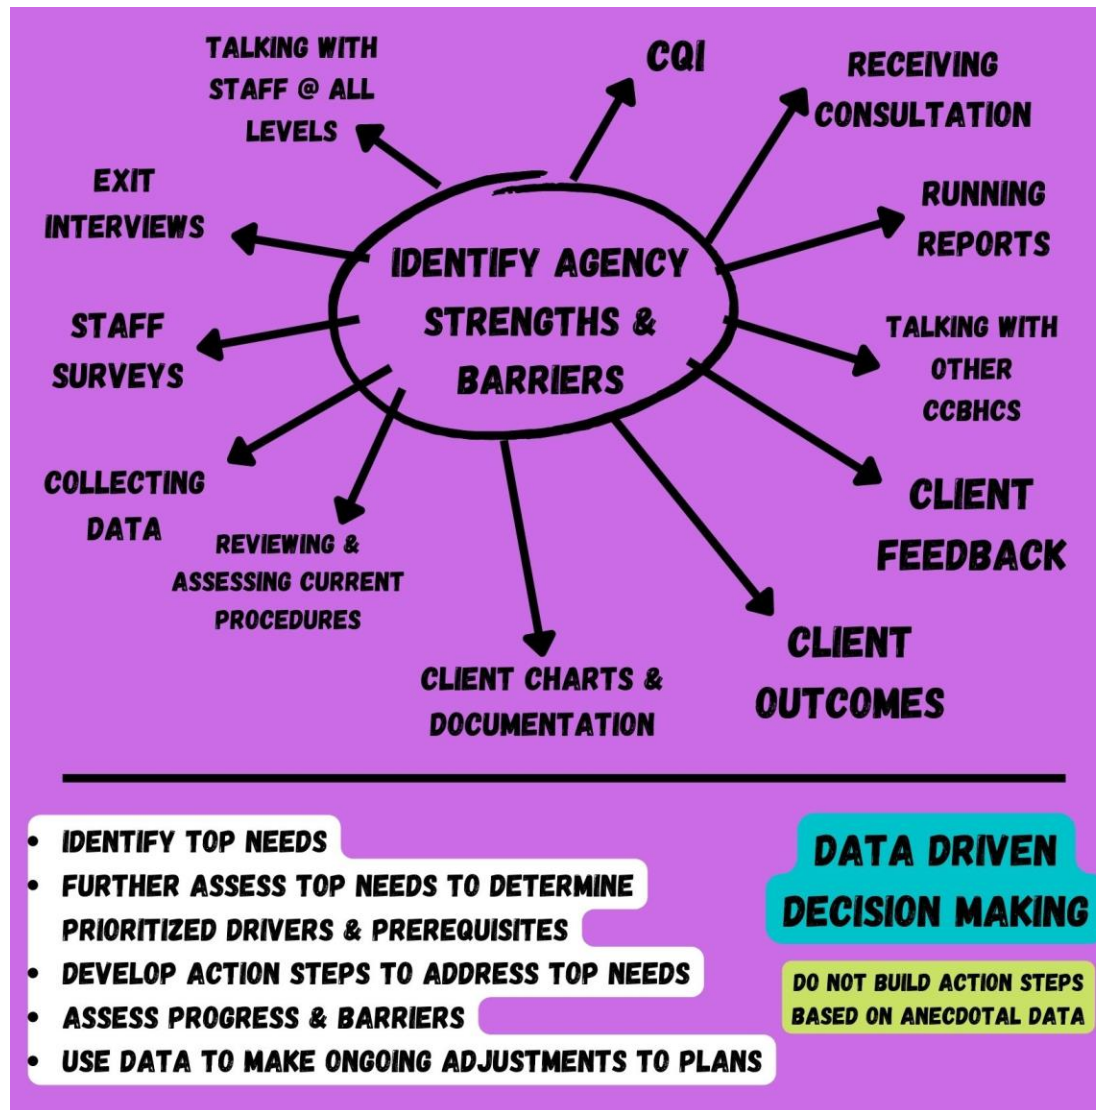 TALKING WITH
STAFF @ ALL
LEVELS
CQI
RECEIVING
CONSULTATION
EXIT
INTERVIEWS
RUNNING
REPORTS
IDENTIFY AGENCY
STRENGTHS &
BARRIERS
STAFF
SURVEYS
TALKING WITH
OTHER
CCBHCS
COLLECTING
DATA
REVIEWING &
ASSESSING CURRENT
PROCEDURES
CLIENT
FEEDBACK
CLIENT CHARTS &
DOCUMENTATION
CLIENT
OUTCOMES
• IDENTIFY TOP NEEDS
• FURTHER ASSESS TOP NEEDS TO DETERMINE
PRIORITIZED DRIVERS & PREREQUISITES
• DEVELOP ACTION STEPS TO ADDRESS TOP NEEDS
• ASSESS PROGRESS & BARRIERS
• USE DATA TO MAKE ONGOING ADJUSTMENTS TO PLANS
DATA DRIVEN
DECISION MAKING
DO NOT BUILD ACTION STEPS
BASED ON ANECDOTAL DATA